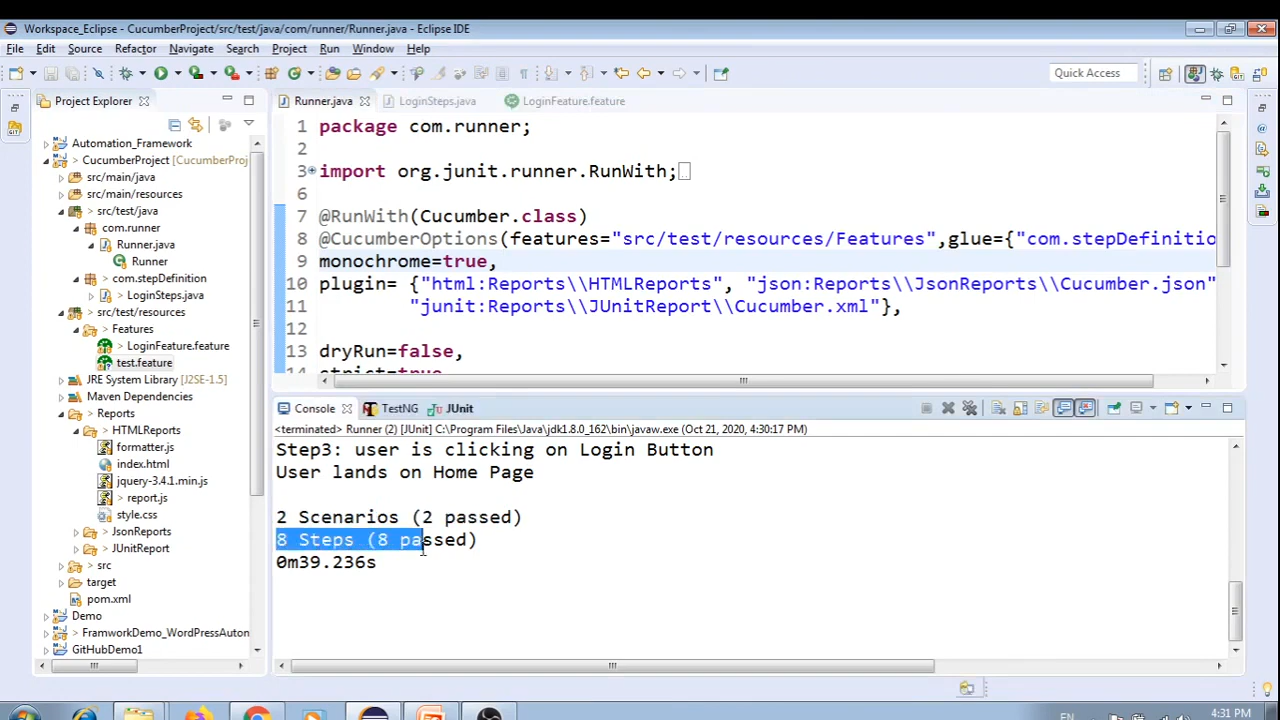 Workspace_Eclipse - CucumberProject/src/test/java/com/runner/Runner.java - Eclipse IDE
File Edit Source Refactor Navigate Search Project Run Window Help
Quick Access
Project Explorer
Automation_Framework
CucumberProject [CucumberProj
src/main/java
src/main/resources
src/test/java
com.runner
Runner.java
Runner
com.stepDefinition
LoginSteps.java
src/test/resources
> Features
> LoginFeature.feature
test.feature
JRE System Library [J2SE-1.5]
Maven Dependencies
> Reports
> HTMLReports
formatter.js
index.html
jquery-3.4.1.min.js
> report.js
style.css
> JsonReports
> JUnitReport
> src
target
pom.xml
Demo
> FramworkDemo_WordPressAuton
GitHubDemo1
Runner.java LoginSteps.java LoginFeature.feature
1 package com.runner;
2
3 import org.junit.runner.RunWith;
6
7 @RunWith(Cucumber.class)
8 @CucumberOptions(features="src/test/resources/Features",glue={"com.stepDefinitio
9 monochrome=true,
10 plugin= {"html:Reports\\HTMLReports", "json:Reports\\JsonReports\\Cucumber.json"
11 "junit:Reports\\JUnitReport\\Cucumber.xml"},
12
13 dryRun=false,
14 strict=true
Console TestNG JUnit
<terminated> Runner (2) [JUnit] C:\Program Files\Java\jdk1.8.0_162\bin\javaw.exe (Oct 21, 2020, 4:30:17 PM)
Step3: user is clicking on Login Button
User lands on Home Page
2 Scenarios (2 passed)
8 Steps (8 passed)
0m39.236s
EN
4:31 PM